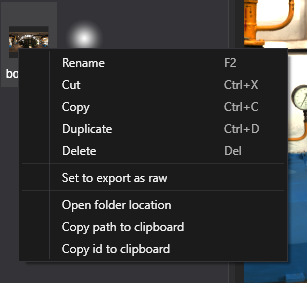 bo
Rename F2
Cut Ctrl+X
Copy Ctrl+C
Duplicate Ctrl+D
Delete Del
Set to export as raw
Open folder location
Copy path to clipboard
Copy id to clipboard